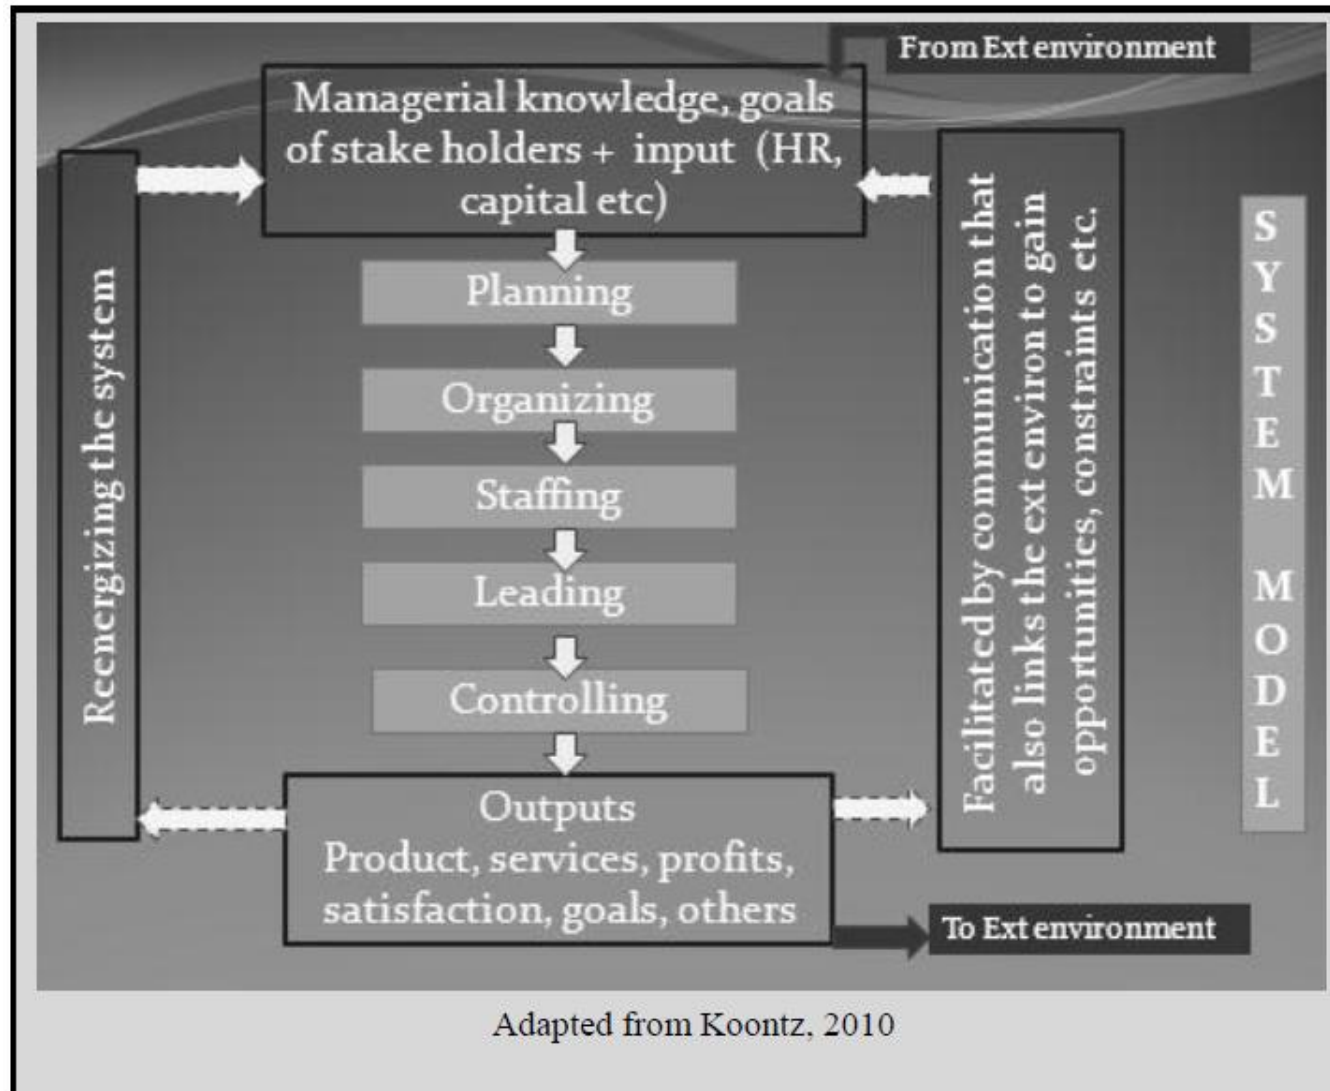 From Ext environment
Managerial knowledge, goals
of stake holders + input (HR,
capital etc)
Reenergizing the system
Planning
Organizing
Staffing
Leading
Controlling
Facilitated by communication that
also links the ext environ to gain
opportunities, constraints etc.
SYSTEM MODEL
Outputs
Product, services, profits,
satisfaction, goals, others
To Ext environment
Adapted from Koontz, 2010